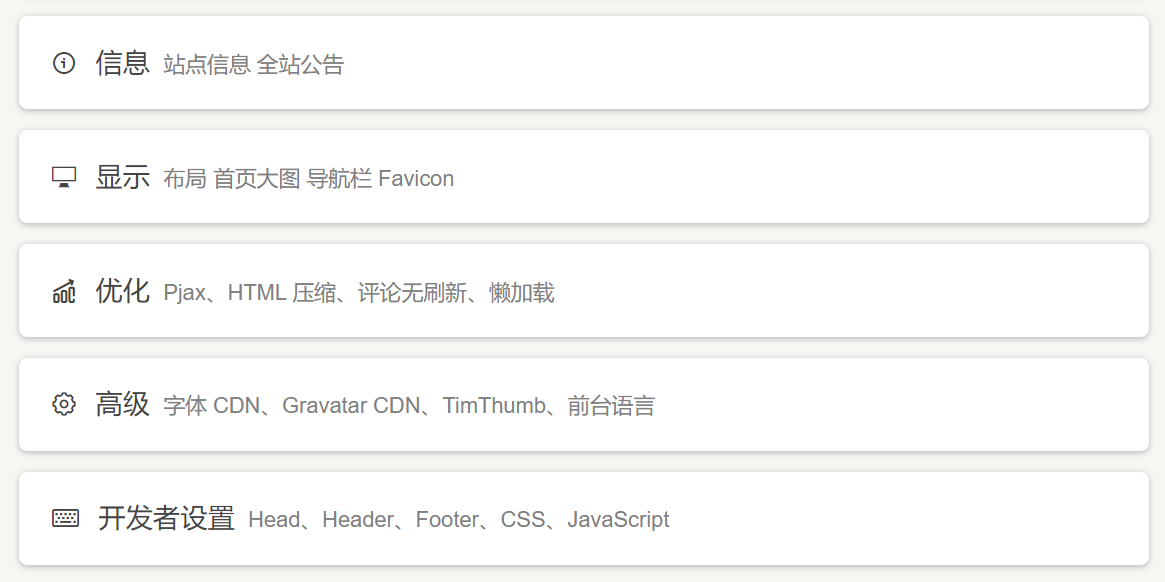 信息 站点信息 全站公告
显示 布局 首页大图 导航栏 Favicon
优化 Pjax、HTML 压缩、评论无刷新、懒加载
高级 字体 CDN、Gravatar CDN、TimThumb、前台语言
开发者设置 Head、Header、Footer、CSS、JavaScript